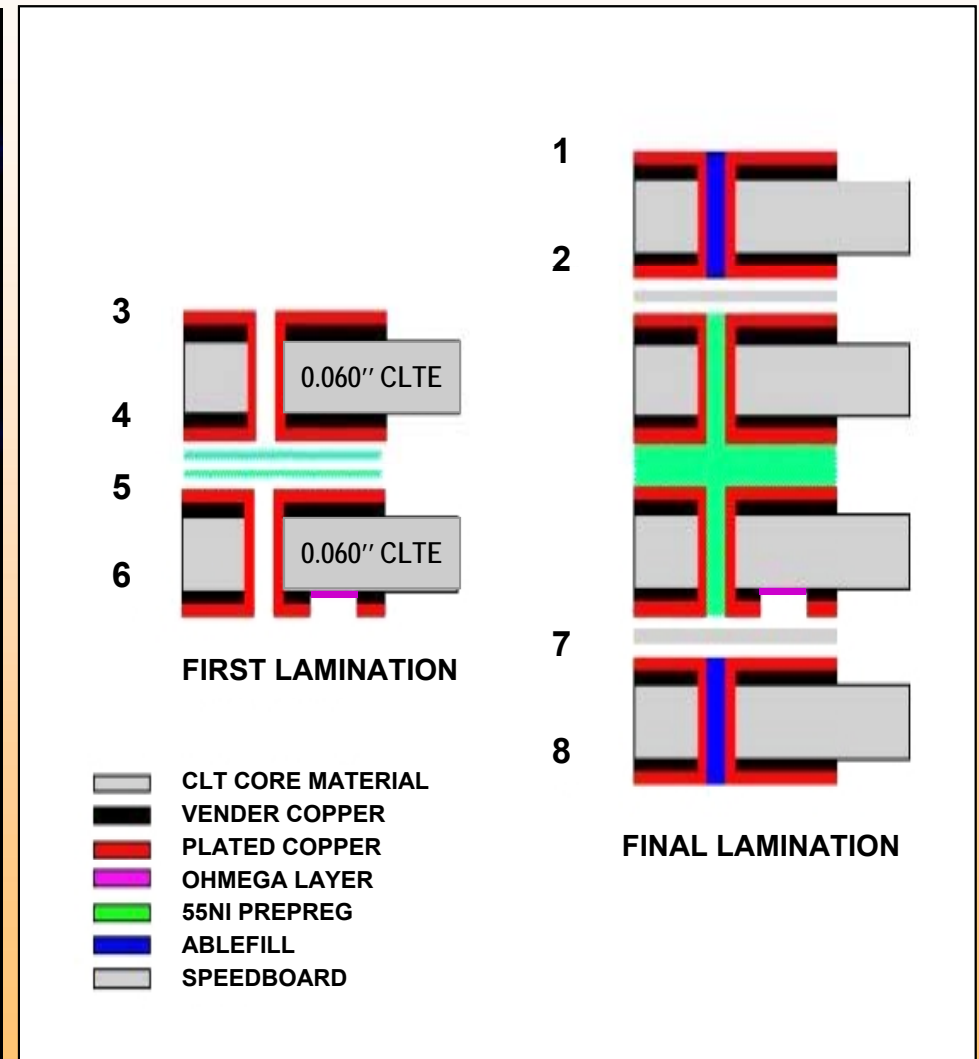 1
2
3
0.060′′ CLTE
4
5
0.060′′ CLTE
6
FIRST LAMINATION
7
8
FINAL LAMINATION
CLT CORE MATERIAL
VENDER COPPER
PLATED COPPER
OHMEGA LAYER
55NI PREPREG
ABLEFILL
SPEEDBOARD